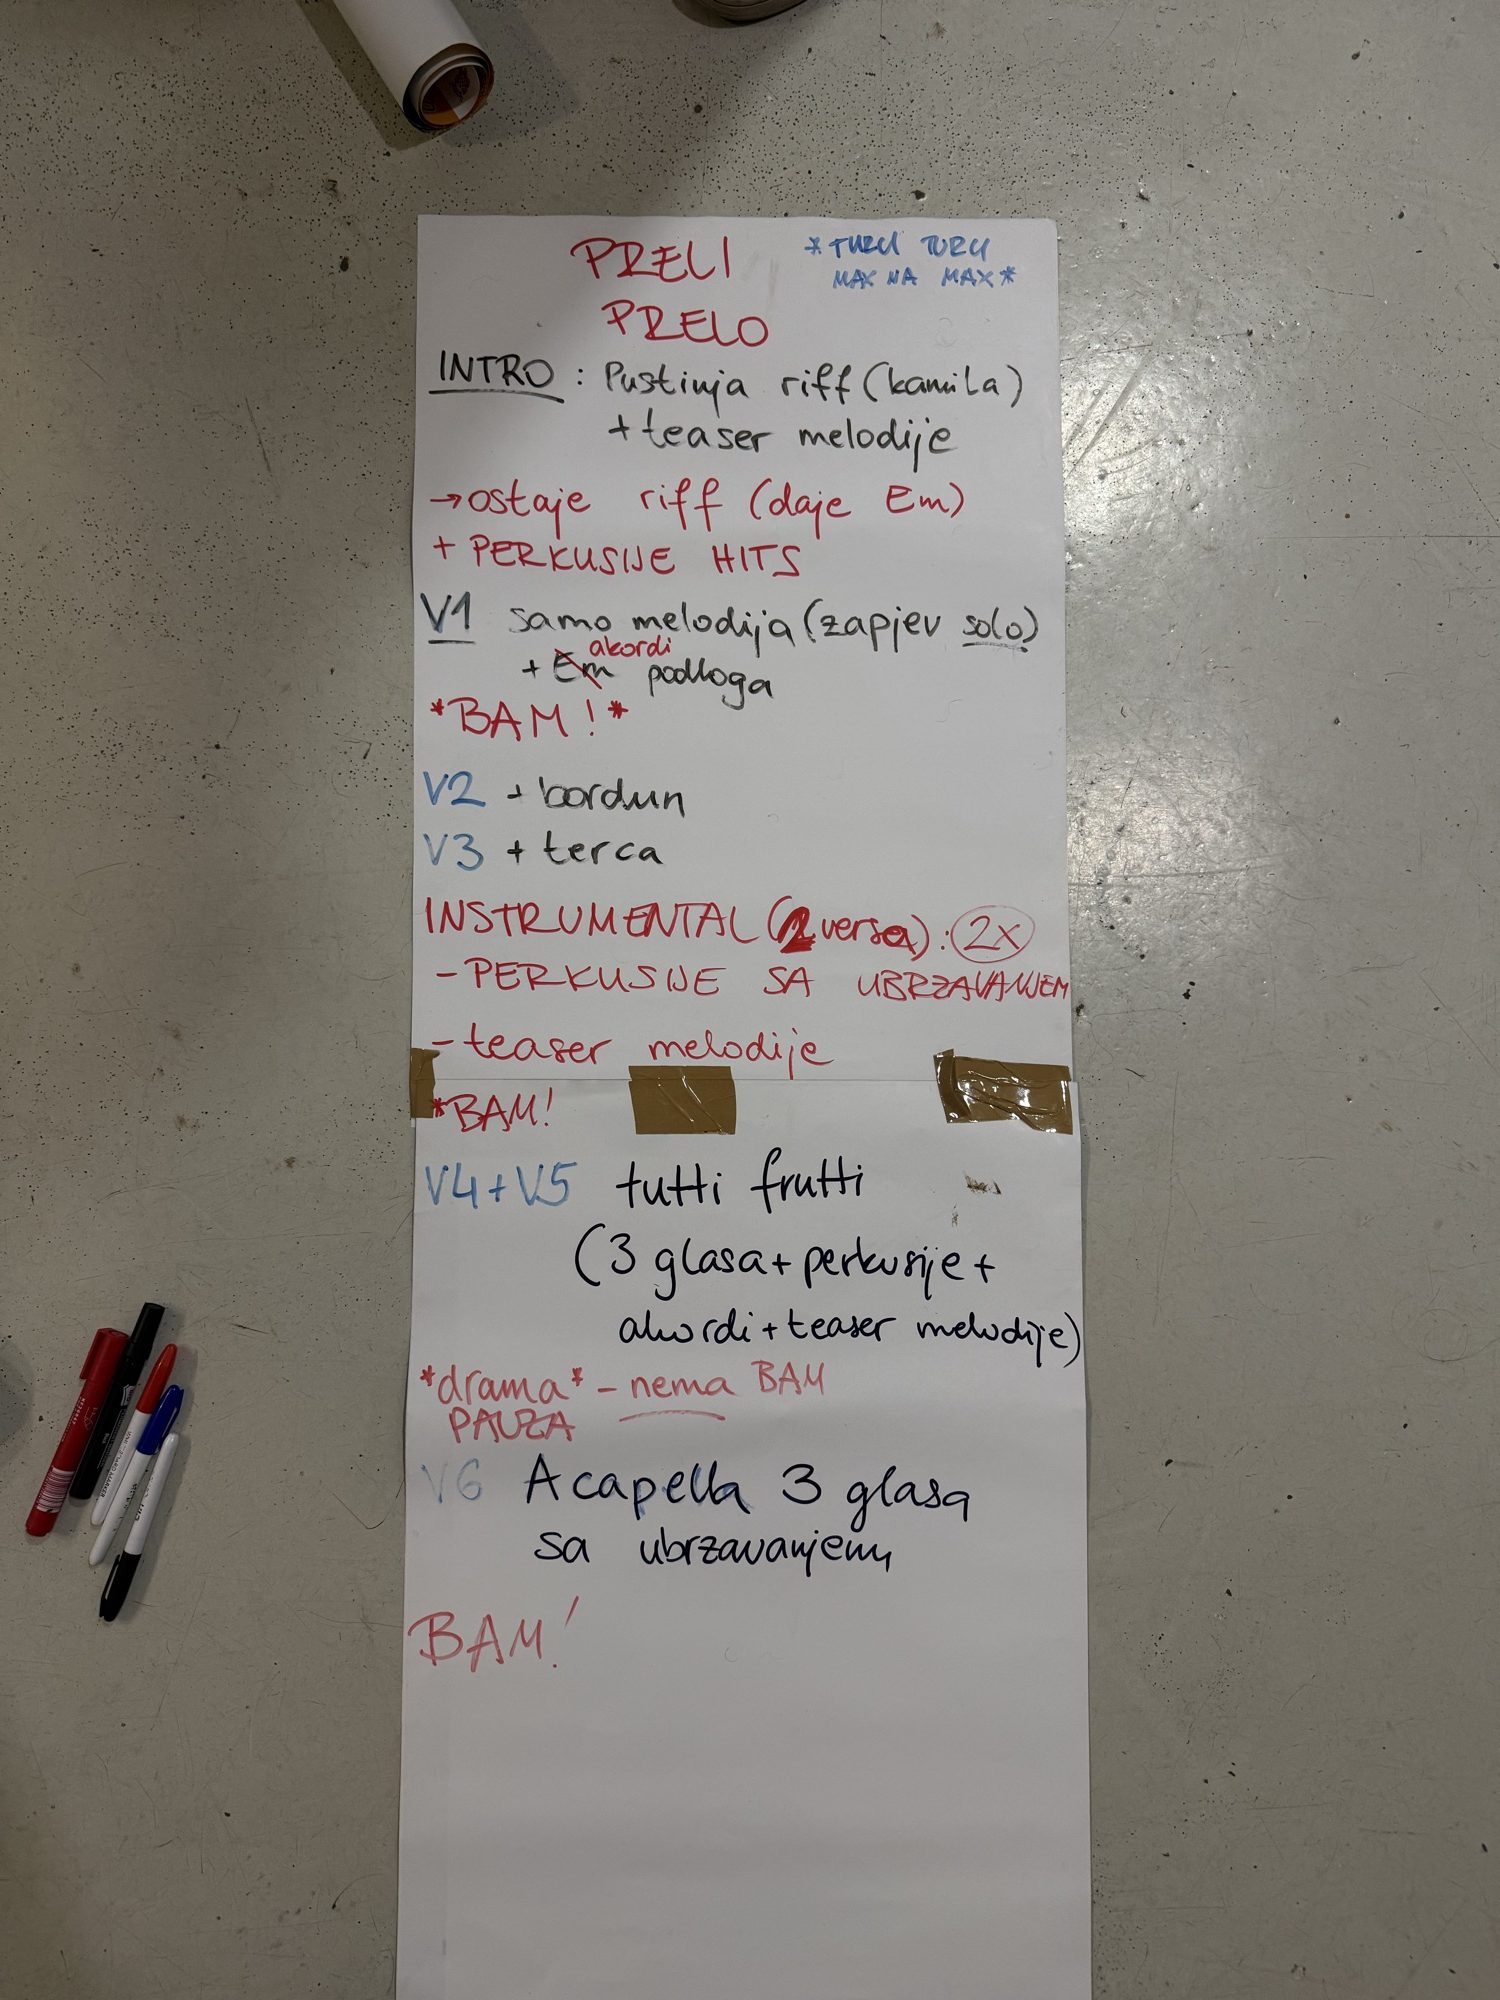 PRELI
PRELO
*TURU TURU
MAX NA MAX*
INTRO : Pustinja riff (kamila)
+ teaser melodije
→ ostaje riff (daje Em)
+ PERKUSIJE HITS
V1 samo melodija (zapjev solo)
akordi
+ Em podloga
*BAM!*
V2 + bordun
V3 + terca
INSTRUMENTAL (2 versa): 2x
- PERKUSIJE SA UBRZAVANJEM
- teaser melodije
*BAM!
V4+V5 tutti frutti
(3 glasa + perkusije +
akordi + teaser melodije)
*drama* - nema BAM
PAUZA
V6 Acapella 3 glasa
sa ubrzavanjem
BAM!